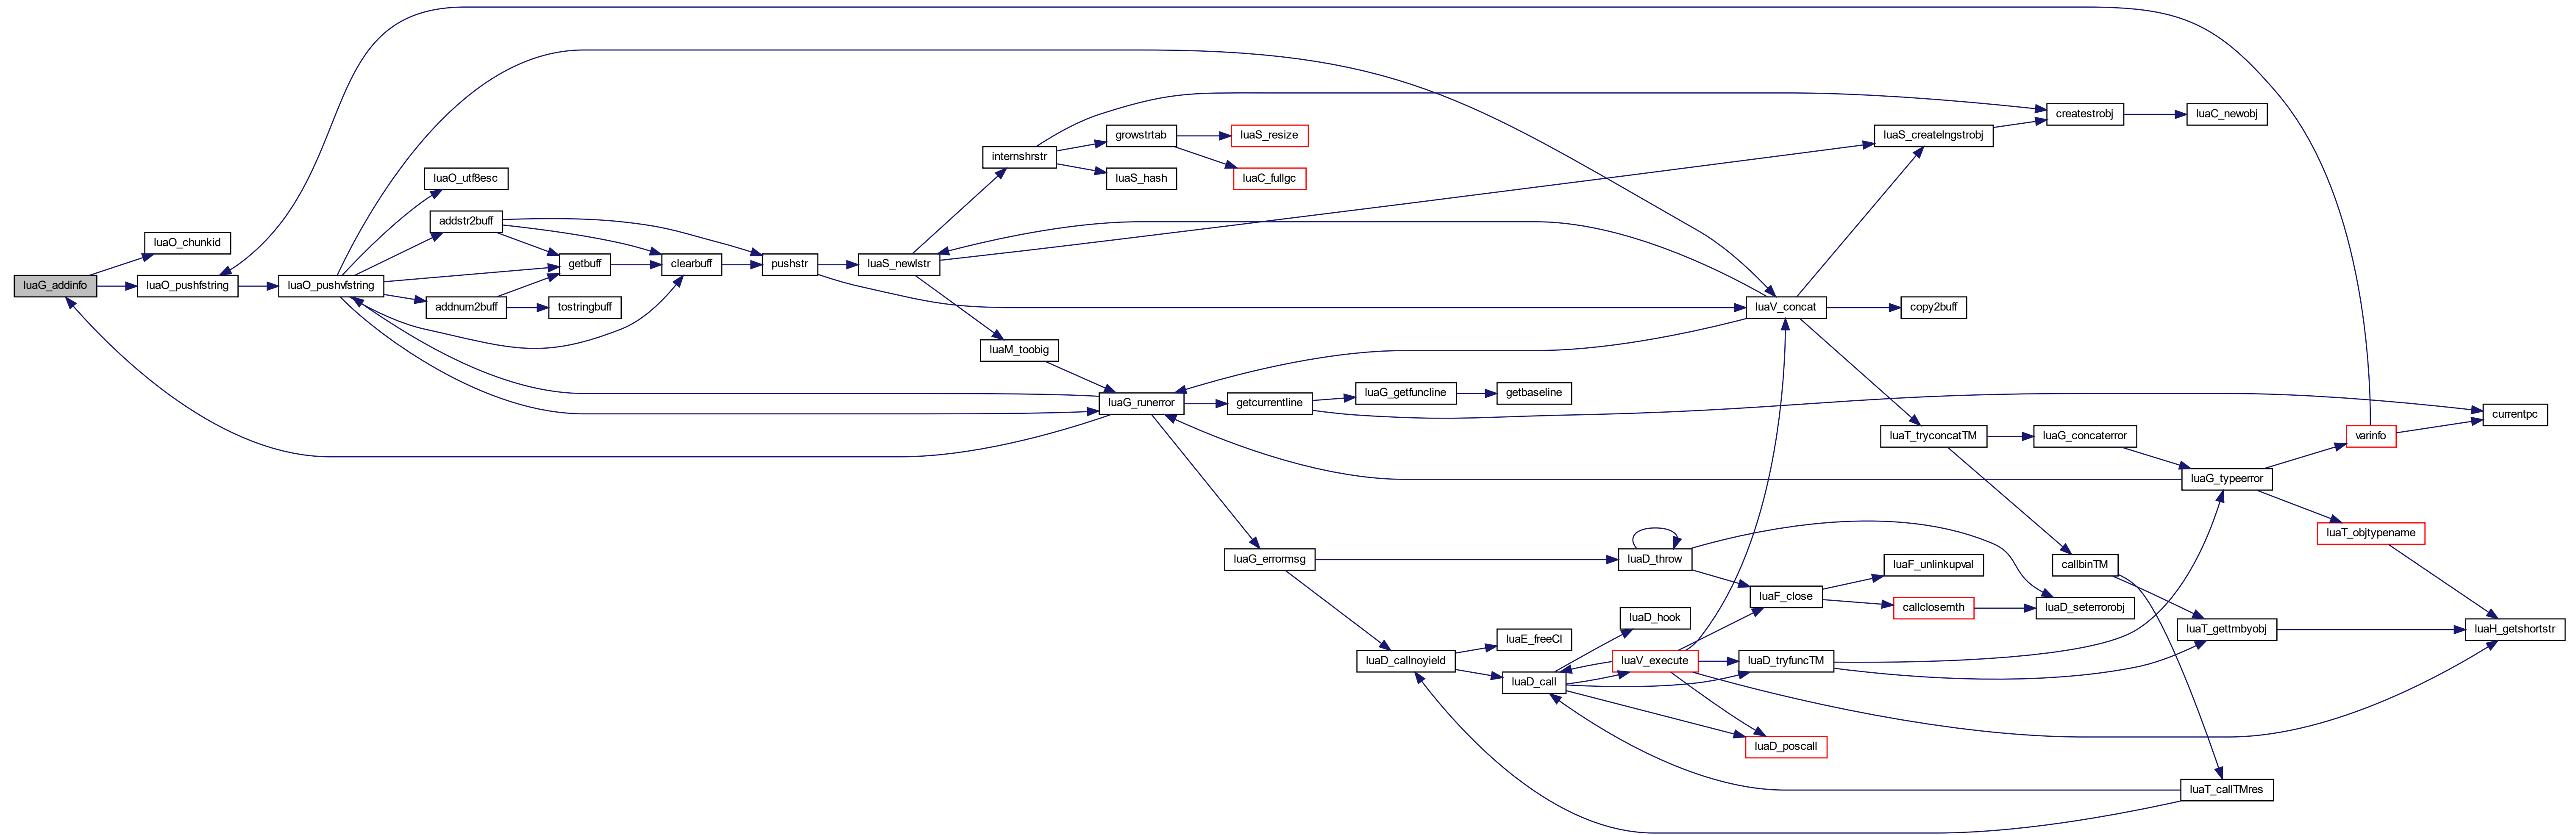 luaG_addinfo
luaO_chunkid
luaO_pushfstring
luaO_pushvfstring
luaO_utf8esc
addstr2buff
getbuff
addnum2buff
tostringbuff
clearbuff
pushstr
luaS_newlstr
internshrstr
growstrtab
luaS_hash
luaS_resize
luaC_fullgc
luaM_toobig
luaG_runerror
getcurrentline
luaG_getfuncline
getbaseline
luaG_errormsg
luaD_callnoyield
luaE_freeCI
luaD_call
luaD_throw
luaD_hook
luaV_execute
luaF_close
luaV_concat
luaD_tryfuncTM
luaD_poscall
luaS_createlngstrobj
copy2buff
luaT_tryconcatTM
luaF_unlinkupval
callclosemth
createstrobj
luaC_newobj
luaG_concaterror
callbinTM
luaD_seterrorobj
luaG_typeerror
luaT_gettmbyobj
luaT_callTMres
varinfo
luaT_objtypename
currentpc
luaH_getshortstr